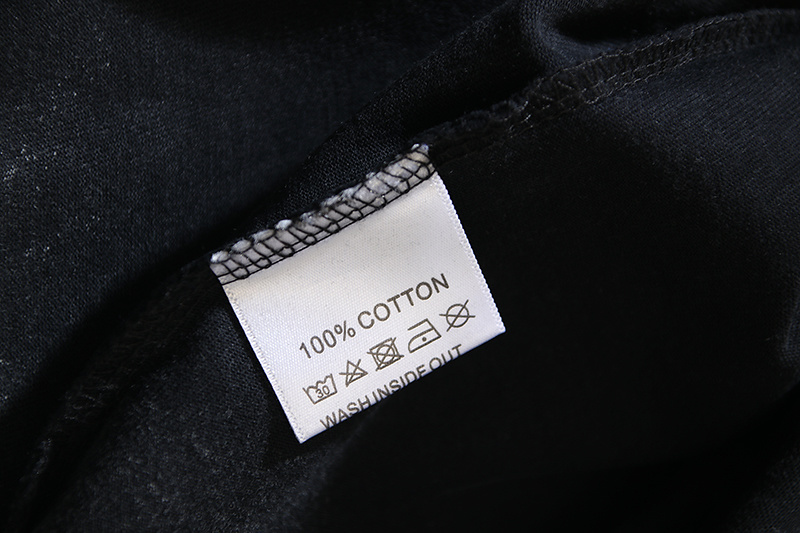 100% COTTON
30
WASH INSIDE OUT